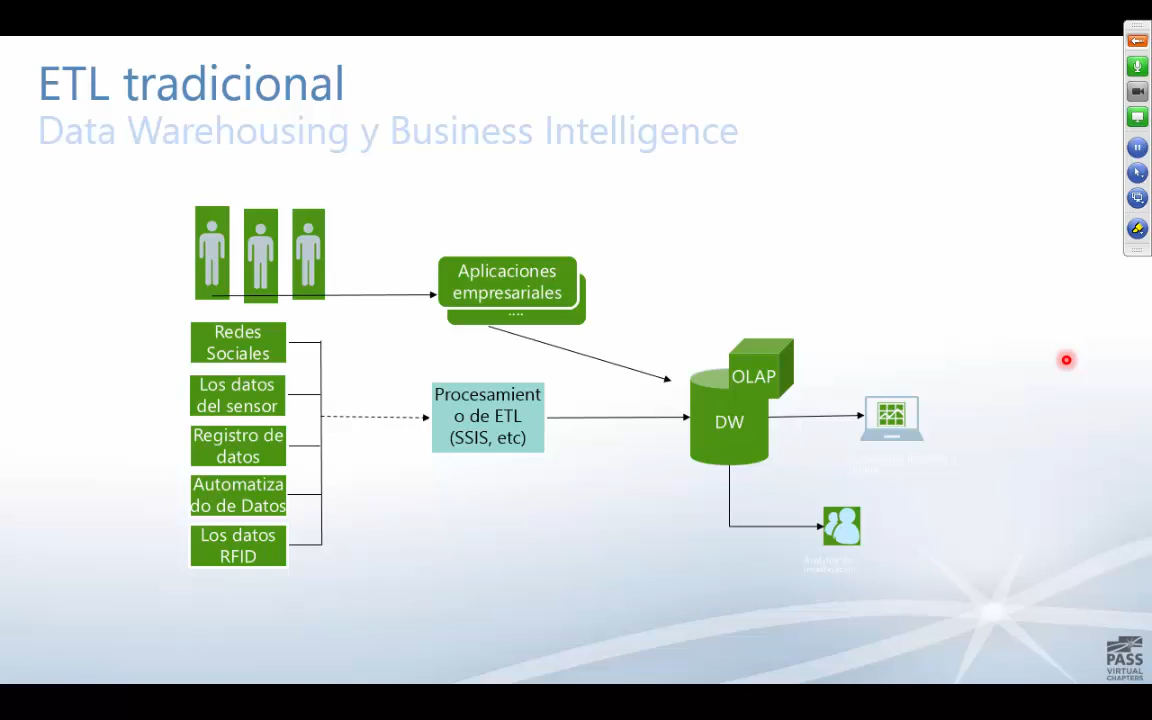 ETL tradicional
Data Warehousing y Business Intelligence
Aplicaciones
empresariales
....
Redes
Sociales
Los datos
del sensor
Registro de
datos
Automatiza
do de Datos
Los datos
RFID
Procesamient
o de ETL
(SSIS, etc)
OLAP
DW
PASS
VIRTUAL
CHAPTERS